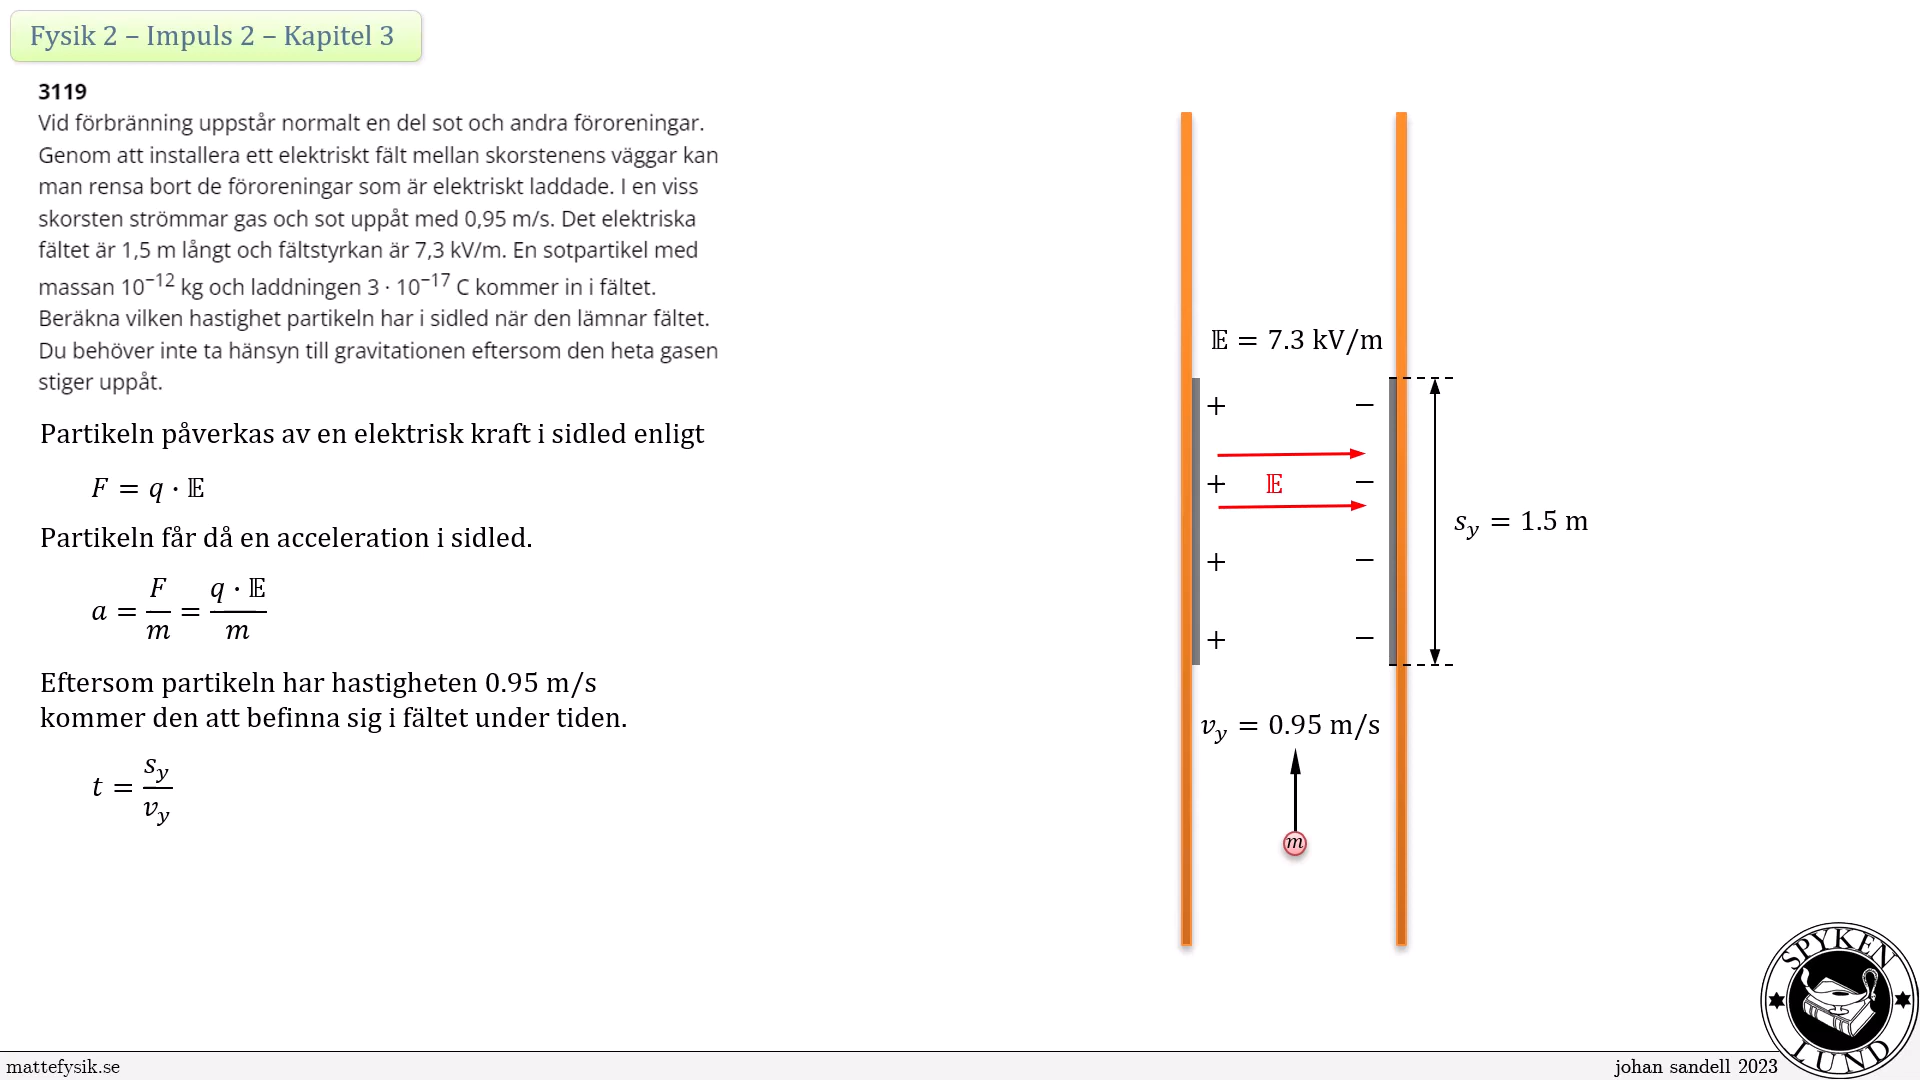 Fysik 2 – Impuls 2 – Kapitel 3
3119
Vid förbränning uppstår normalt en del sot och andra föroreningar.
Genom att installera ett elektriskt fält mellan skorstenens väggar kan
man rensa bort de föroreningar som är elektriskt laddade. I en viss
skorsten strömmar gas och sot uppåt med 0,95 m/s. Det elektriska
fältet är 1,5 m långt och fältstyrkan är 7,3 kV/m. En sotpartikel med
massan 10⁻¹² kg och laddningen 3 · 10⁻¹⁷ C kommer in i fältet.
Beräkna vilken hastighet partikeln har i sidled när den lämnar fältet.
Du behöver inte ta hänsyn till gravitationen eftersom den heta gasen
stiger uppåt.
Partikeln påverkas av en elektrisk kraft i sidled enligt
F = q · 𝔼
Partikeln får då en acceleration i sidled.
a = F/m = q · 𝔼/m
Eftersom partikeln har hastigheten 0.95 m/s
kommer den att befinna sig i fältet under tiden.
t = s_y/v_y
𝔼 = 7.3 kV/m
+ −
𝔼
+ −
+ −
+ −
s_y = 1.5 m
v_y = 0.95 m/s
m
SPYKEN
LUND
mattefysik.se
johan sandell 2023